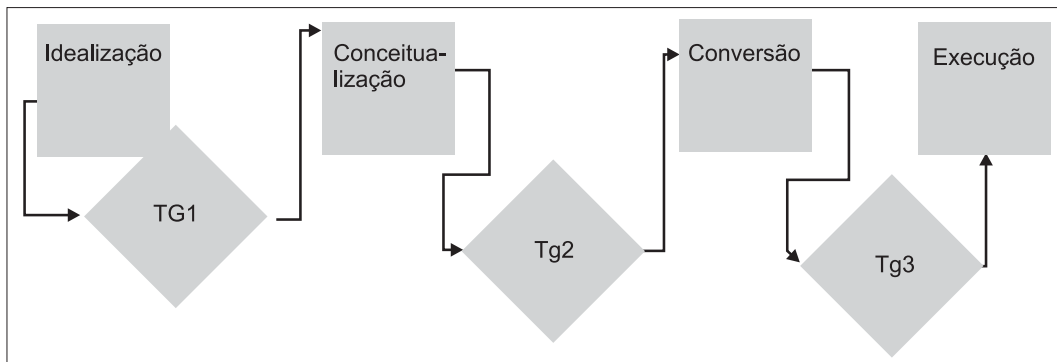 Idealização
TG1
Conceitua-
lização
Tg2
Conversão
Tg3
Execução